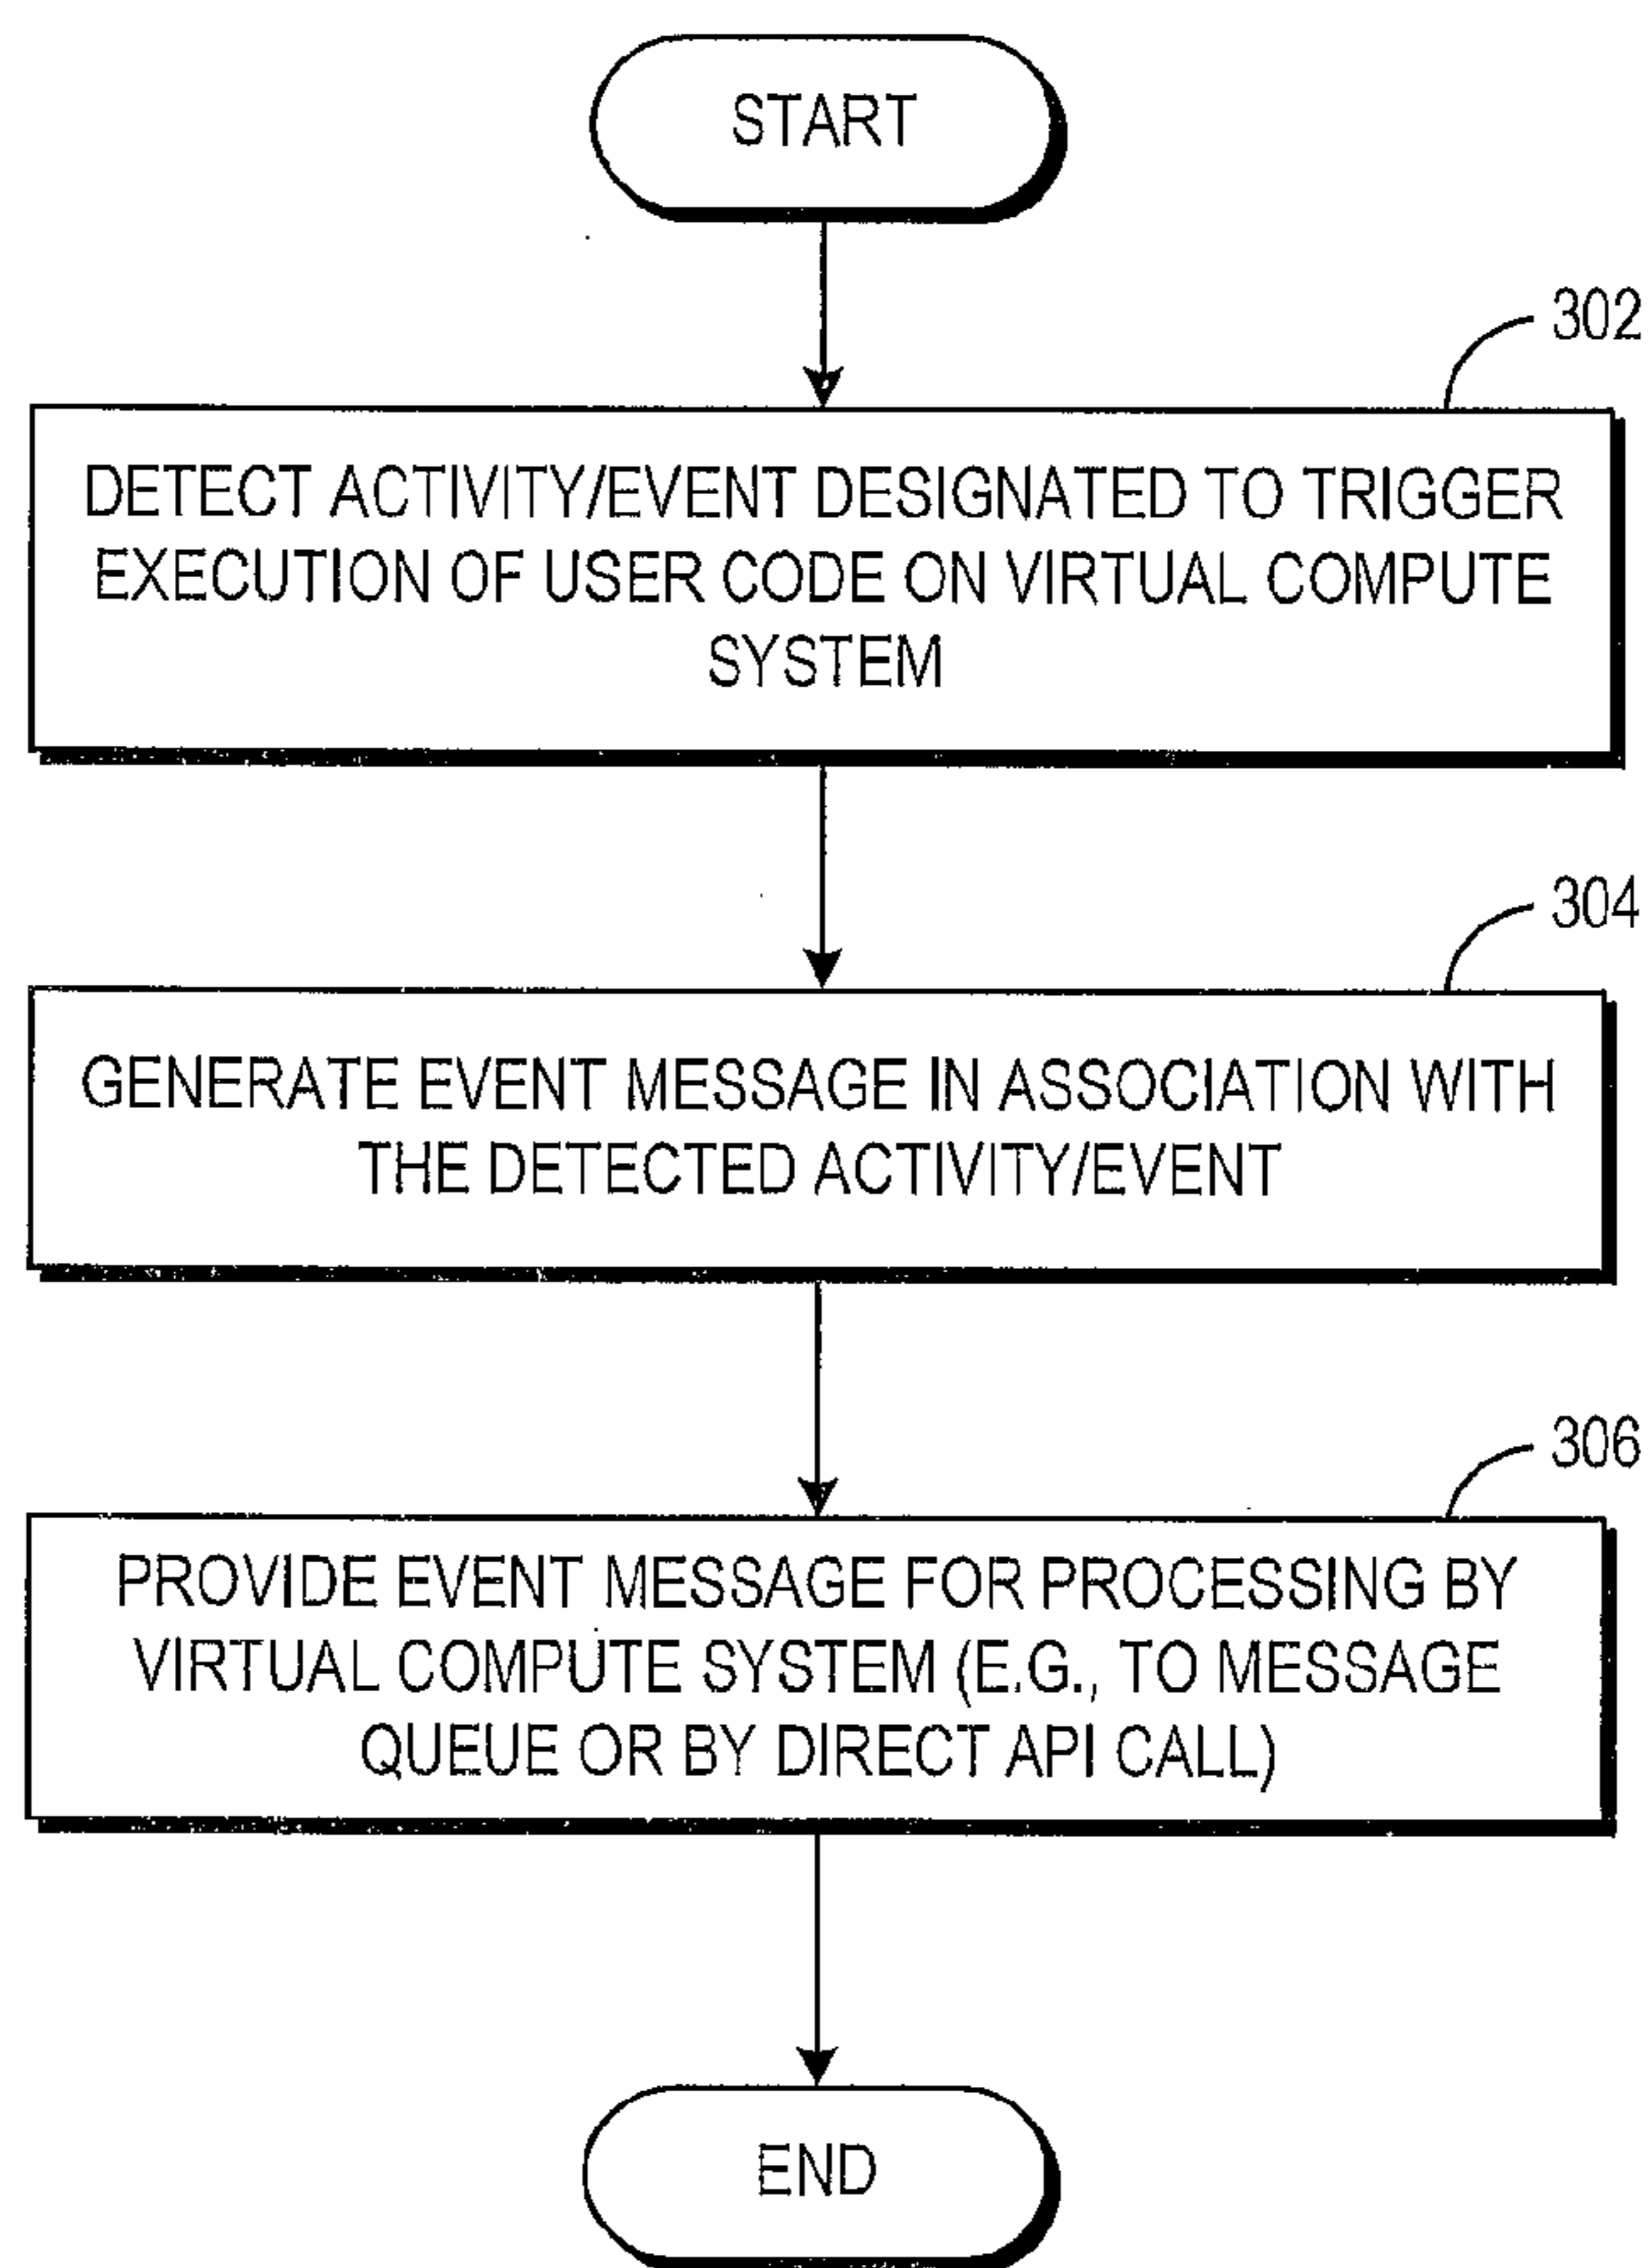 START
302
DETECT ACTIVITY/EVENT DESIGNATED TO TRIGGER
EXECUTION OF USER CODE ON VIRTUAL COMPUTE
SYSTEM
304
GENERATE EVENT MESSAGE IN ASSOCIATION WITH
THE DETECTED ACTIVITY/EVENT
306
PROVIDE EVENT MESSAGE FOR PROCESSING BY
VIRTUAL COMPUTE SYSTEM (E.G., TO MESSAGE
QUEUE OR BY DIRECT API CALL)
END